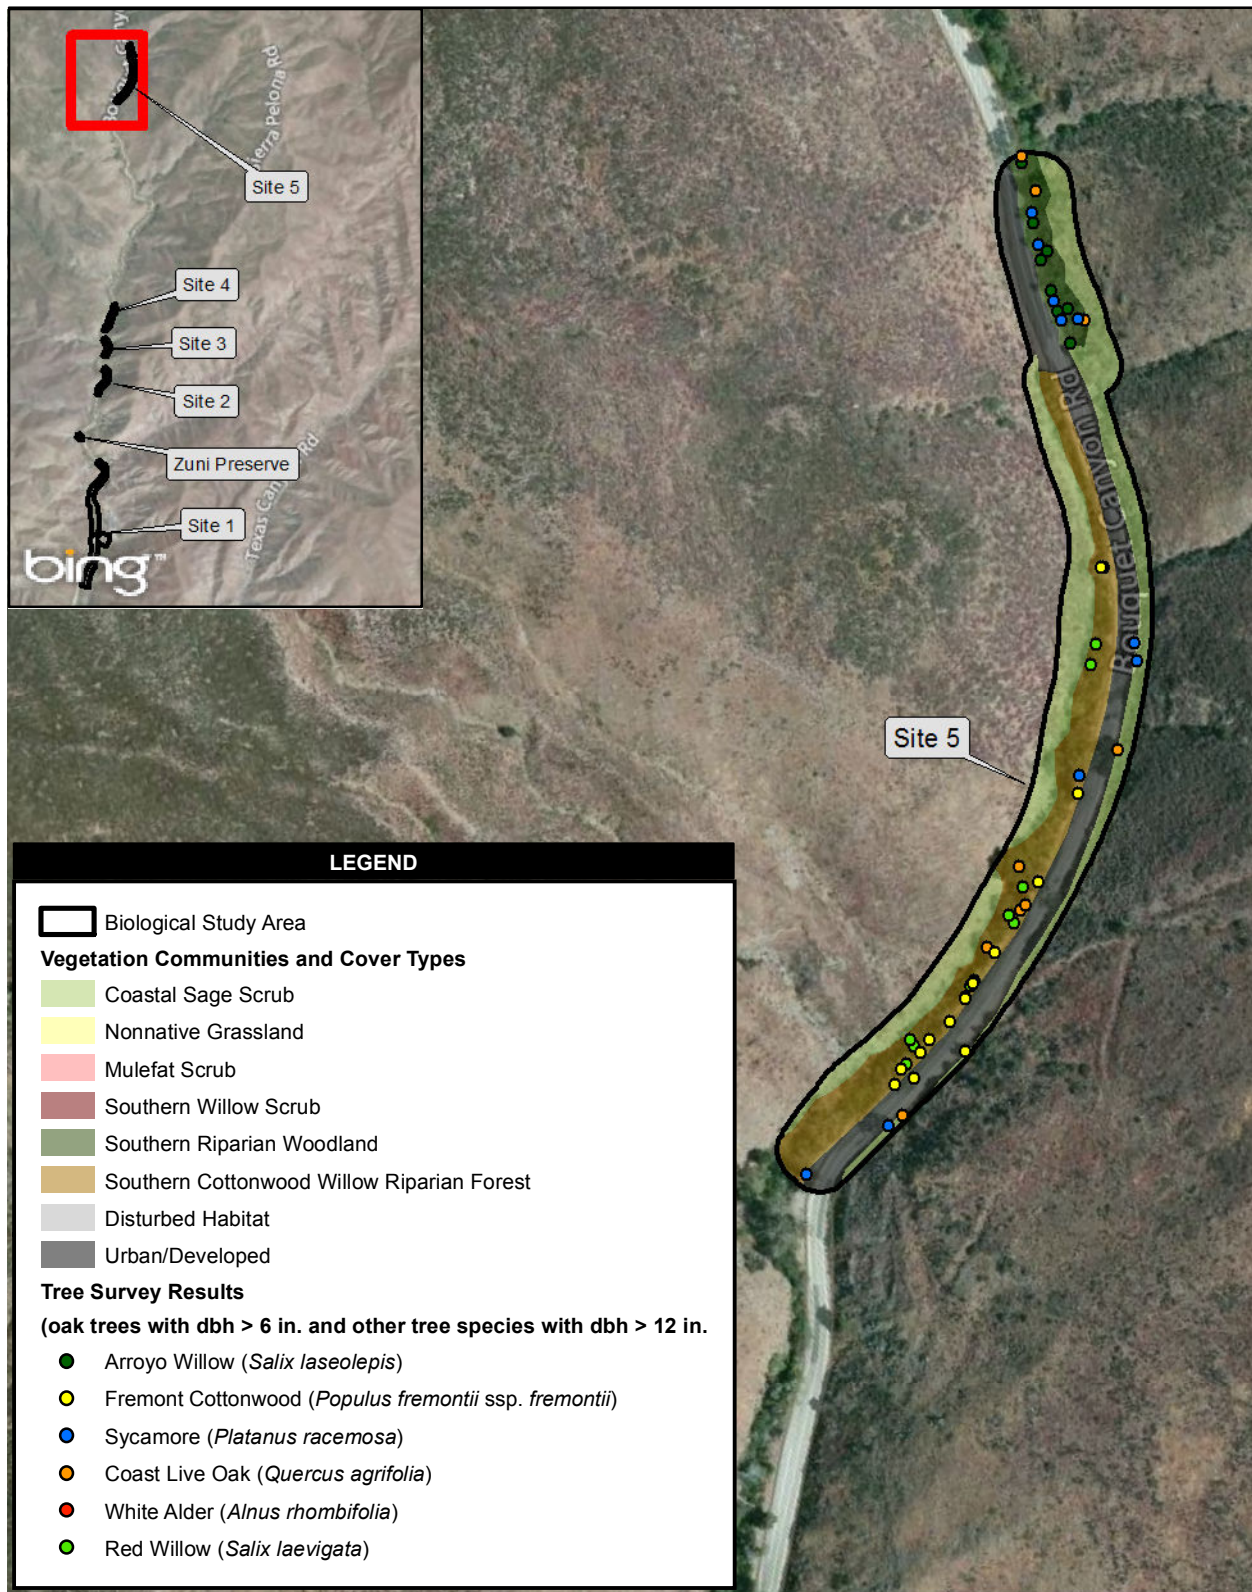 Bouquet Canyon
Sierra Pelona Rd
Site 5
Site 4
Site 3
Site 2
Zuni Preserve
Texas Canyon Rd
Site 1
bing™
Bouquet Canyon Rd
Site 5
LEGEND
Biological Study Area
Vegetation Communities and Cover Types
Coastal Sage Scrub
Nonnative Grassland
Mulefat Scrub
Southern Willow Scrub
Southern Riparian Woodland
Southern Cottonwood Willow Riparian Forest
Disturbed Habitat
Urban/Developed
Tree Survey Results
(oak trees with dbh > 6 in. and other tree species with dbh > 12 in.
Arroyo Willow (Salix laseolepis)
Fremont Cottonwood (Populus fremontii ssp. fremontii)
Sycamore (Platanus racemosa)
Coast Live Oak (Quercus agrifolia)
White Alder (Alnus rhombifolia)
Red Willow (Salix laevigata)